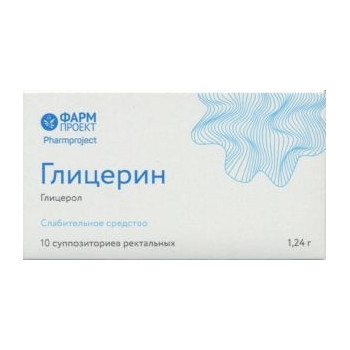 ФАРМ
ПРОЕКТ
Pharmproject
Глицерин
Глицерол
Слабительное средство
10 суппозиториев ректальных 1,24 г